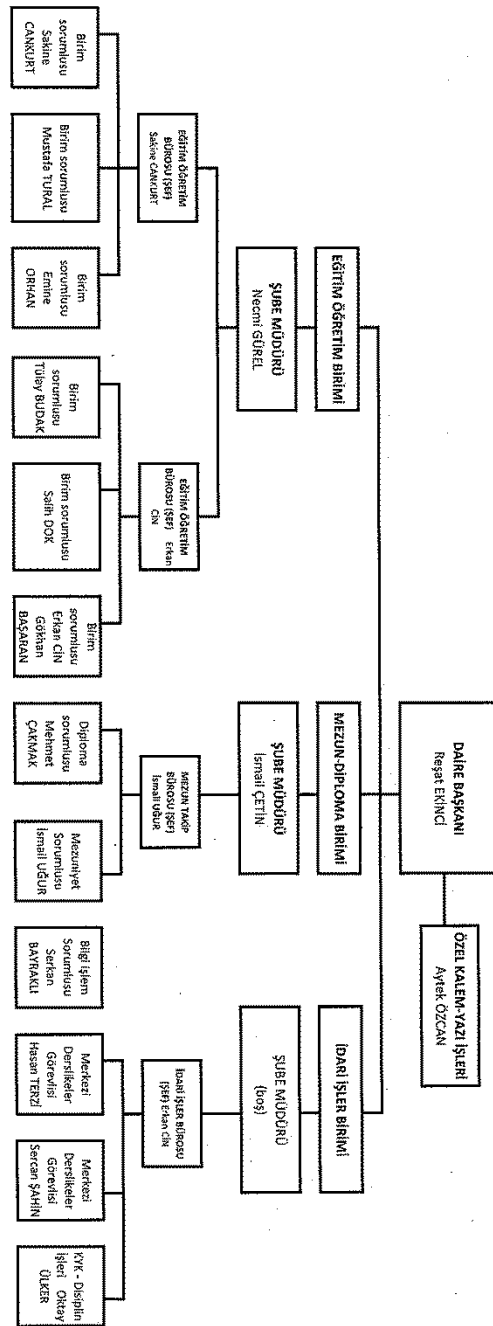 DAİRE BAŞKANI
Reşat EKİNCİ
ÖZEL KALEM-YAZI İŞLERİ
Aytek ÖZCAN
EĞİTİM ÖĞRETİM BİRİMİ
MEZUN-DİPLOMA BİRİMİ
İDARİ İŞLER BİRİMİ
ŞUBE MÜDÜRÜ
Necmi GÜREL
ŞUBE MÜDÜRÜ
İsmail ÇETİN
ŞUBE MÜDÜRÜ
(boş)
EĞİTİM ÖĞRETİM
BÜROSU (ŞEF)
Sakine CANKURT
EĞİTİM ÖĞRETİM
BÜROSU (ŞEF) Erkan
CİN
MEZUN TAKİP
BÜROSU (ŞEF)
İsmail UĞUR
İDARİ İŞLER BÜROSU
(ŞEF) Erkan CİN
Birim
sorumlusu
Sakine
CANKURT
Birim sorumlusu
Mustafa TURAL
Birim
sorumlusu
Emine
ORHAN
Birim
sorumlusu
Tülay BUDAK
Birim sorumlusu
Salih DOK
Birim
sorumlusu
Erkan CİN
Gökhan
BAŞARAN
Diploma
sorumlusu
Mehmet
ÇAKMAK
Mezuniyet
Sorumlusu
İsmail UĞUR
Bilgi işlem
Sorumlusu
Serkan
BAYRAKLI
Merkezi
Derslikeler
Görevlisi
Hasan TERZİ
Merkezi
Derslikeler
Görevlisi
Sercan ŞAHİN
KYK - Disiplin
işleri Oktay
ÜLKER